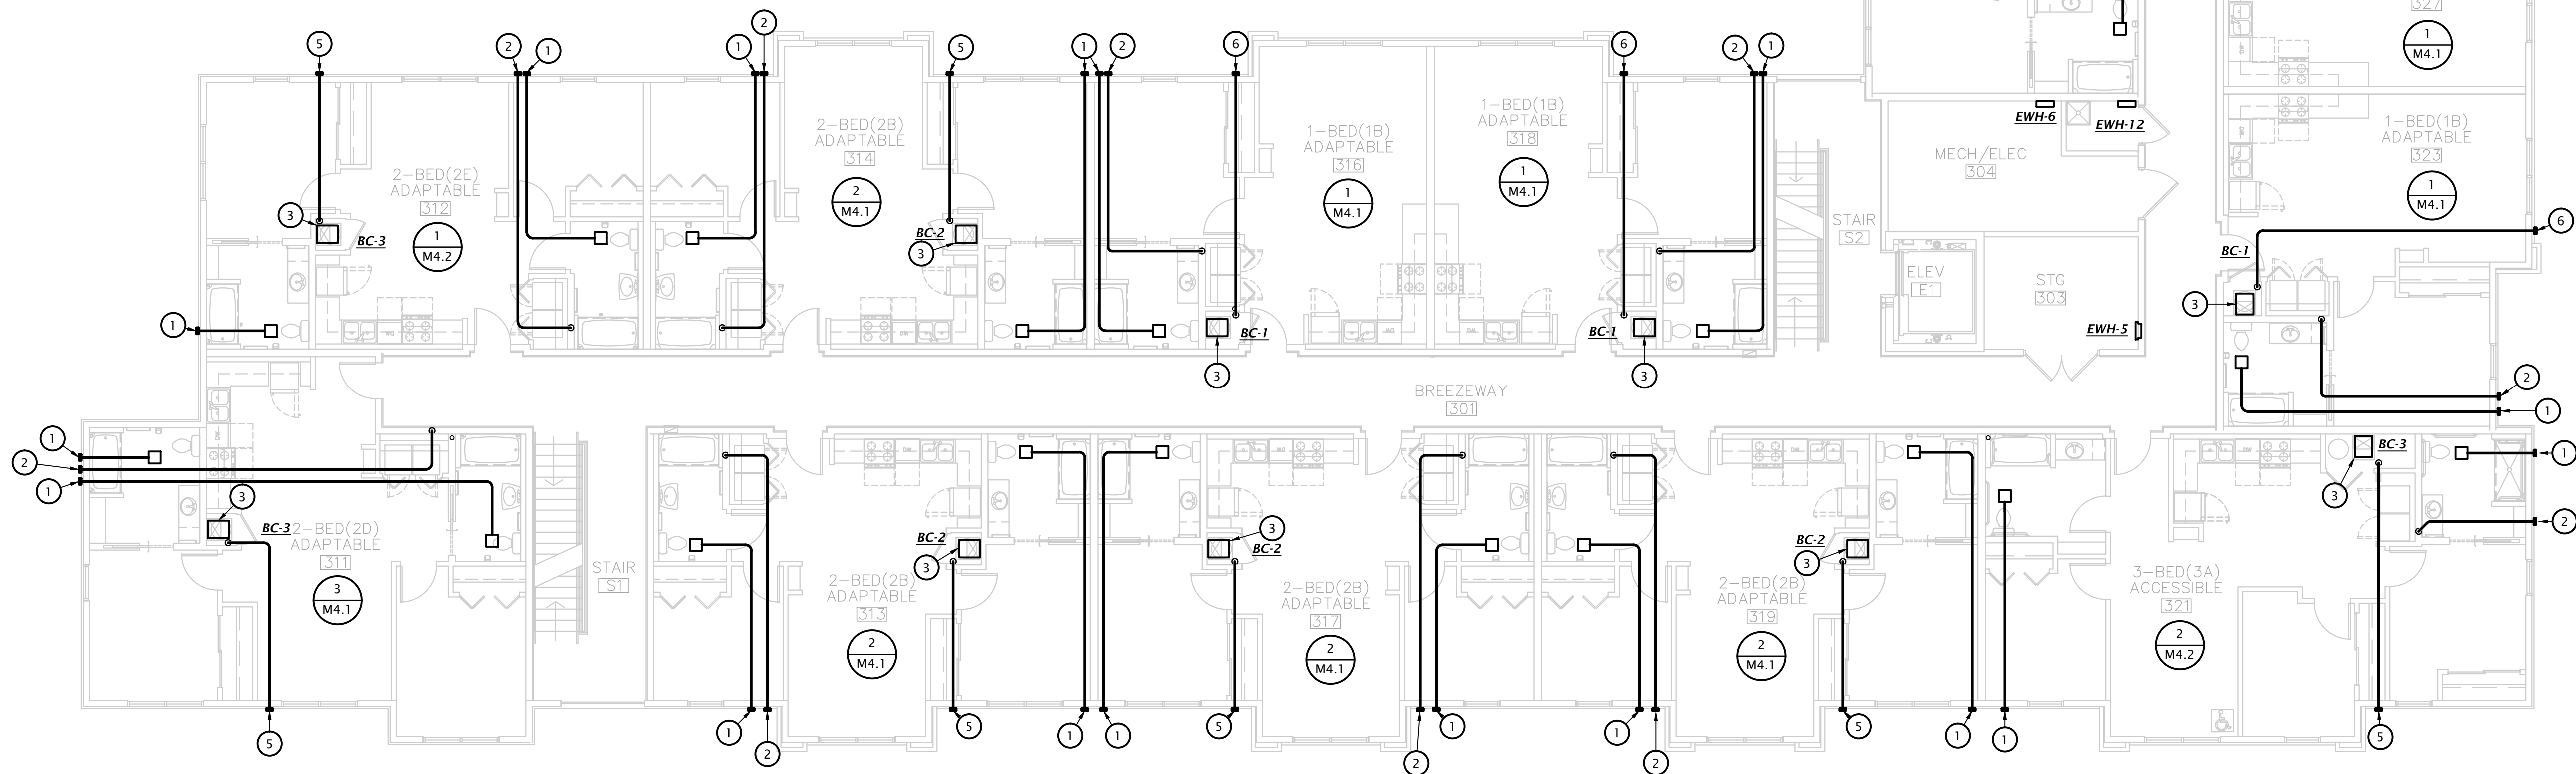 327
1
M4.1
5
2
1
1
2
5
1
2
6
6
2
1
2-BED(2B)
ADAPTABLE
314
2
M4.1
1-BED(1B)
ADAPTABLE
318
1
M4.1
1-BED(1B)
ADAPTABLE
316
1
M4.1
EWH-6
EWH-12
1-BED(1B)
ADAPTABLE
323
1
M4.1
MECH/ELEC
304
2-BED(2E)
ADAPTABLE
312
1
M4.2
3
BC-3
BC-2
3
STAIR
S2
6
BC-1
ELEV
E1
STG
303
3
1
BC-1
BC-1
EWH-5
3
3
2
1
BREEZEWAY
301
1
2
1
3
BC-3
2-BED(2D)
ADAPTABLE
311
3
M4.1
STAIR
S1
BC-2
3
3
BC-2
BC-2
3
BC-3
3
1
2
2-BED(2B)
ADAPTABLE
313
2
M4.1
2-BED(2B)
ADAPTABLE
317
2
M4.1
2-BED(2B)
ADAPTABLE
319
2
M4.1
3-BED(3A)
ACCESSIBLE
321
2
M4.2
5
1
2
5
1
1
5
2
1
1
2
5
1
1
5